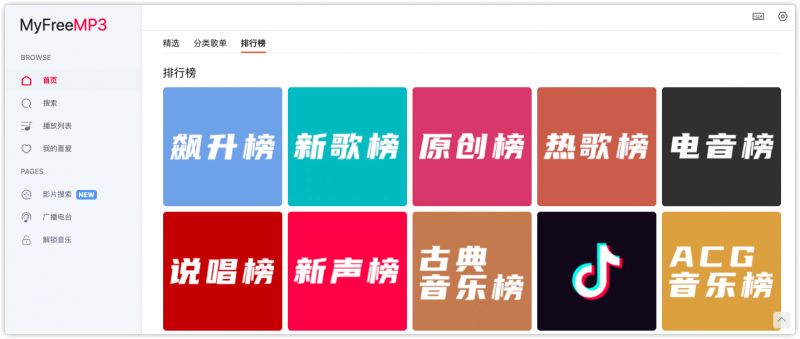 MyFreeMP3
BROWSE
首页
搜索
播放列表
我的喜爱
PAGES
影片搜索 NEW
广播电台
解锁音乐
精选 分类歌单 排行榜
排行榜
飙升榜
新歌榜
原创榜
热歌榜
电音榜
说唱榜
新声榜
古典
音乐榜
ACG
音乐榜